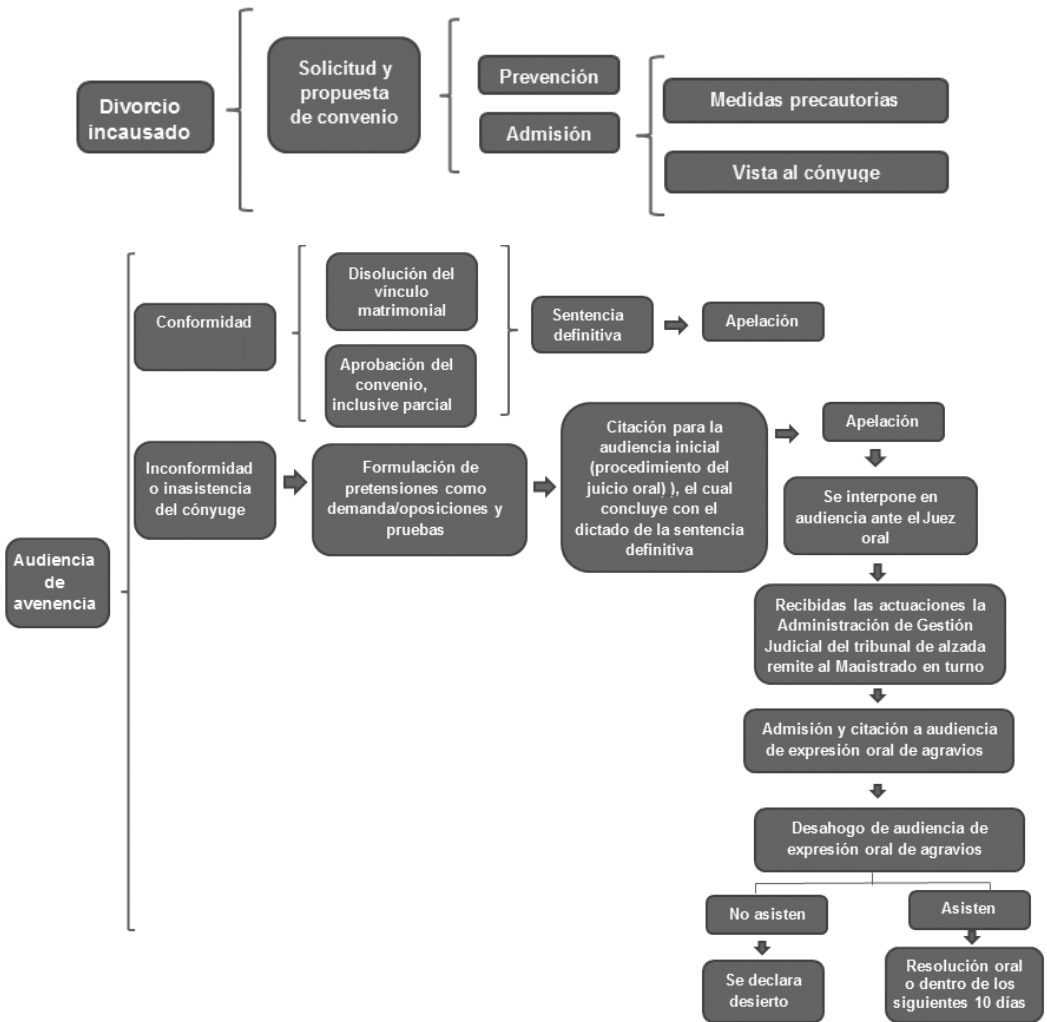 Divorcio
incausado
Solicitud y
propuesta
de convenio
Prevención
Admisión
Medidas precautorias
Vista al cónyuge
Audiencia
de
avenencia
Conformidad
Disolución del
vínculo
matrimonial
Aprobación del
convenio,
inclusive parcial
Sentencia
definitiva
Apelación
Inconformidad
o inasistencia
del cónyuge
Formulación de
pretensiones como
demanda/oposiciones y
pruebas
Citación para la
audiencia inicial
(procedimiento del
juicio oral) ), el cual
concluye con el
dictado de la sentencia
definitiva
Apelación
Se interpone en
audiencia ante el Juez
oral
Recibidas las actuaciones la
Administración de Gestión
Judicial del tribunal de alzada
remite al Magistrado en turno
Admisión y citación a audiencia
de expresión oral de agravios
Desahogo de audiencia de
expresión oral de agravios
No asisten
Se declara
desierto
Asisten
Resolución oral
o dentro de los
siguientes 10 días